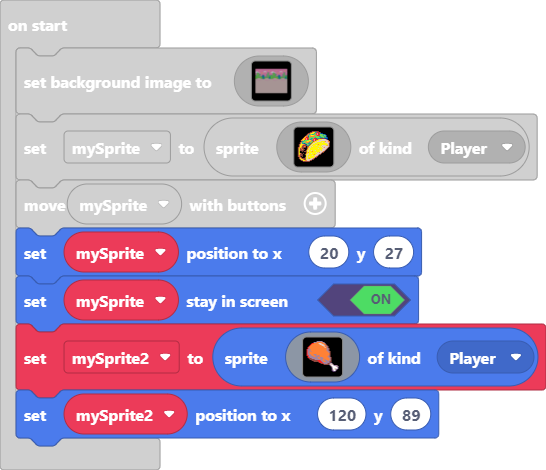 on start
set background image to
set mySprite to sprite of kind Player
move mySprite with buttons
set mySprite position to x 20 y 27
set mySprite stay in screen ON
set mySprite2 to sprite of kind Player
set mySprite2 position to x 120 y 89